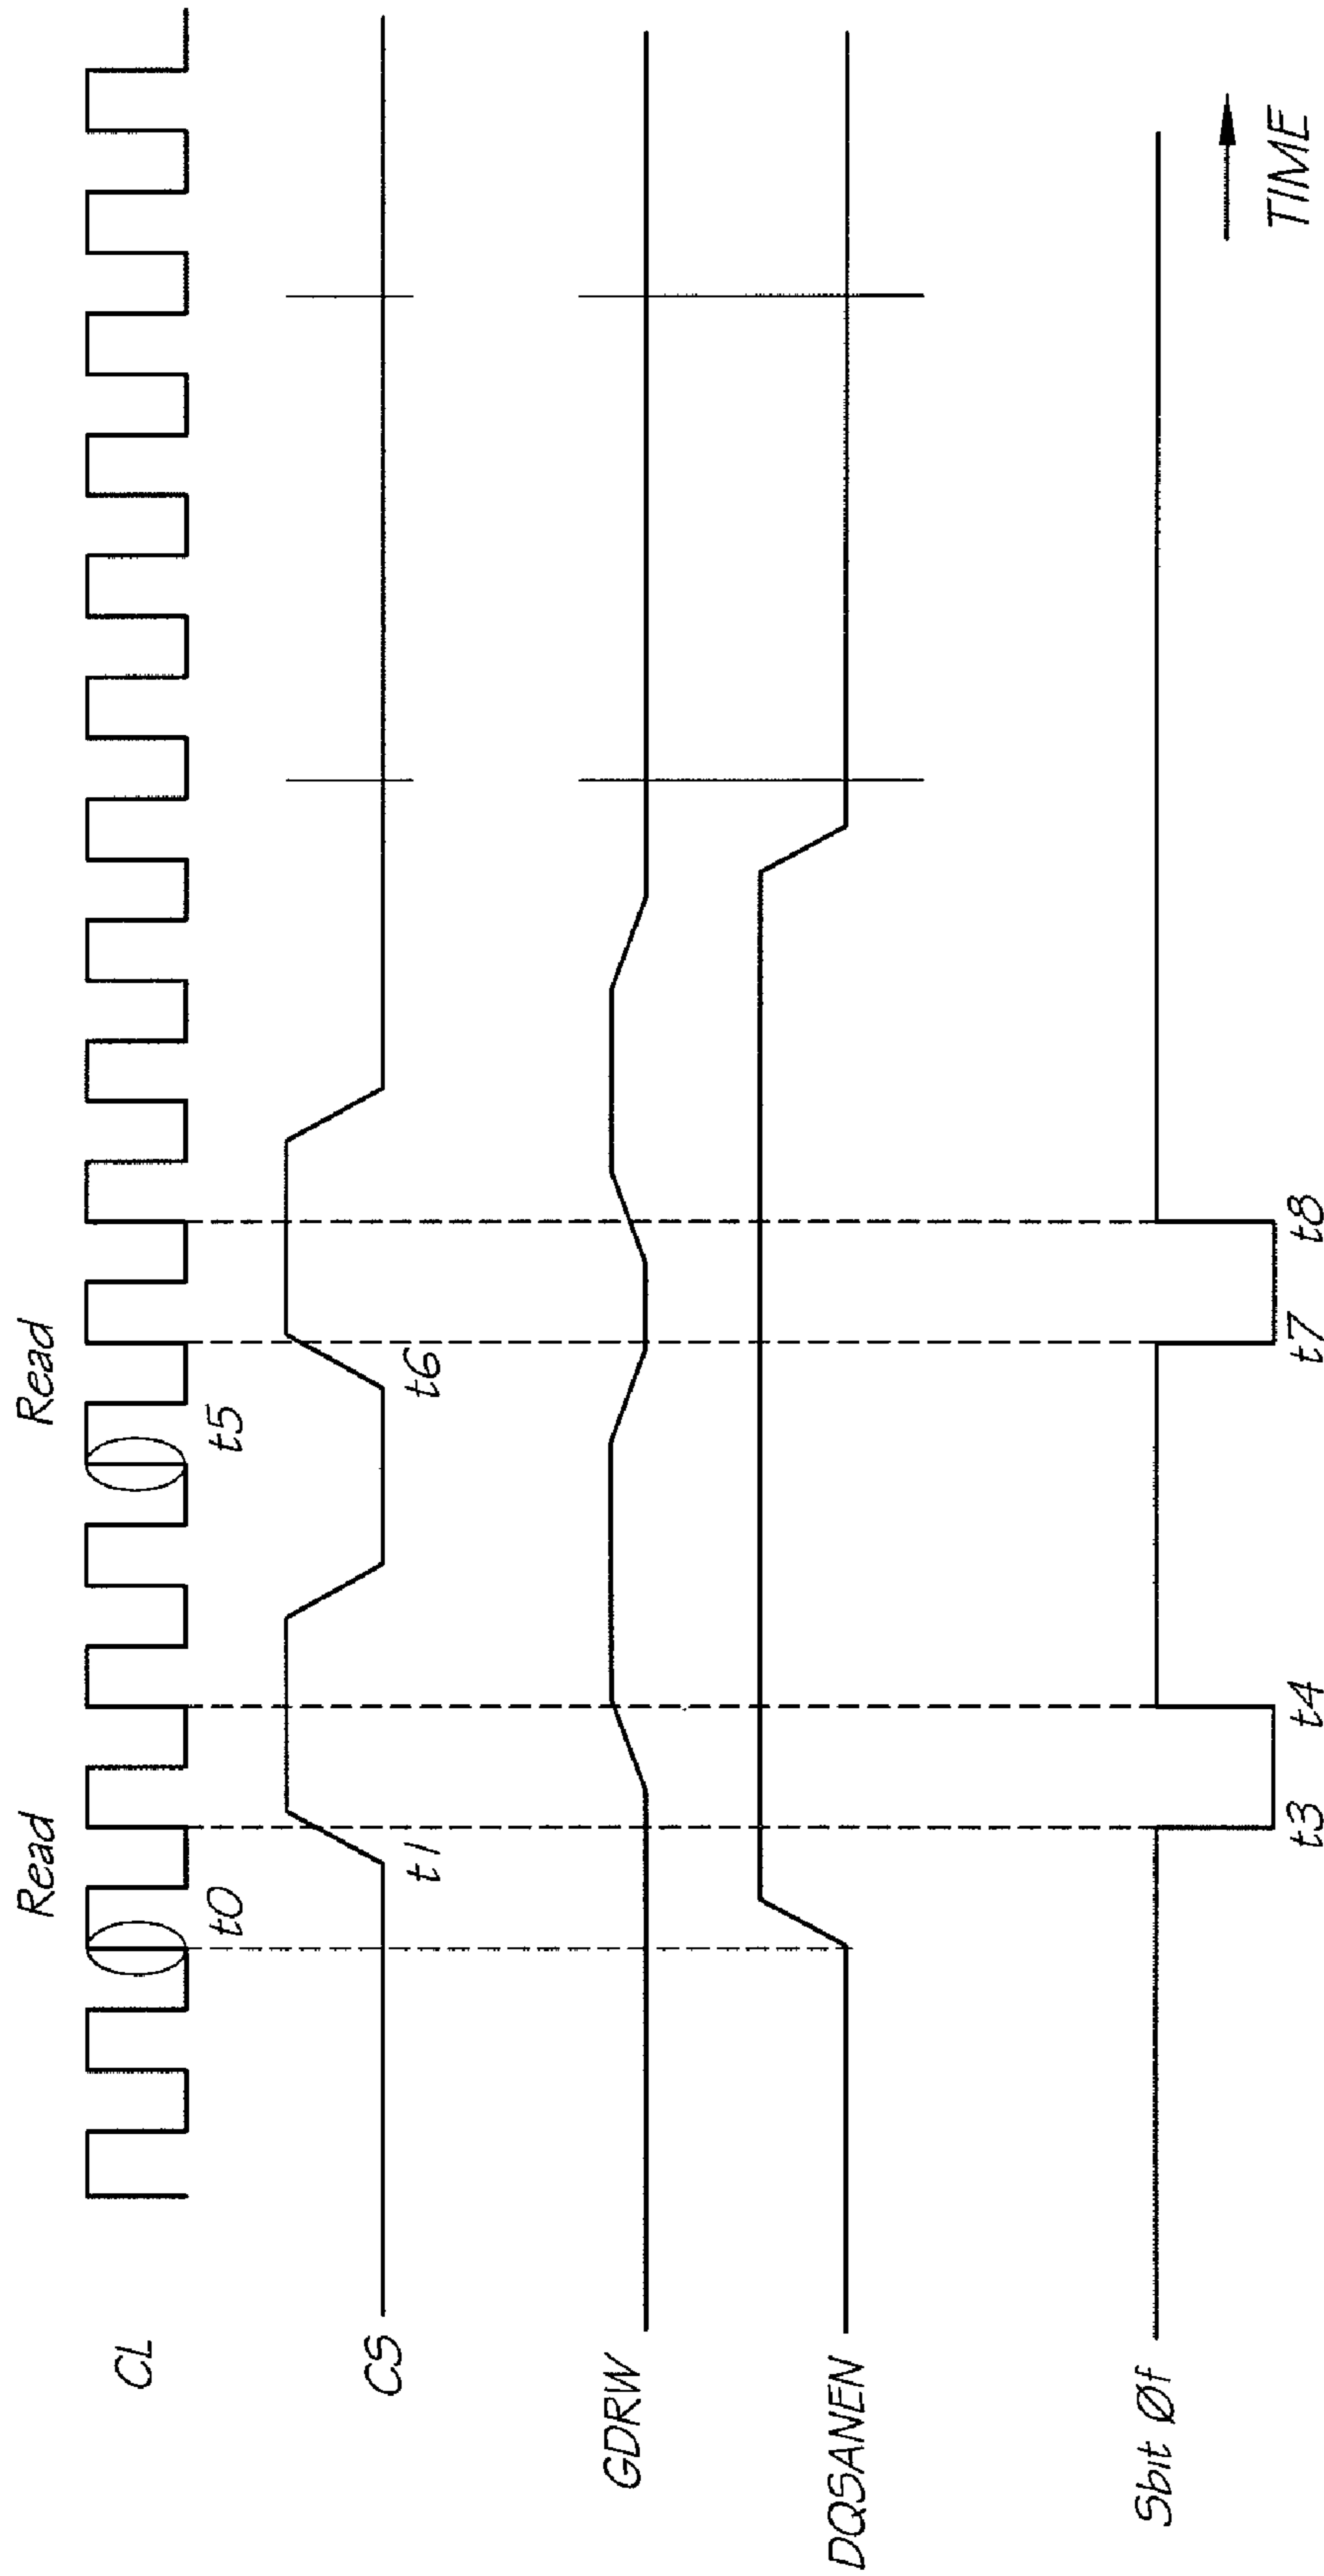 Read Read
CL
t0 t5
CS
t1 t6
GDRW
DQSANEN
Sbit Øf
t3 t4 t7 t8
TIME